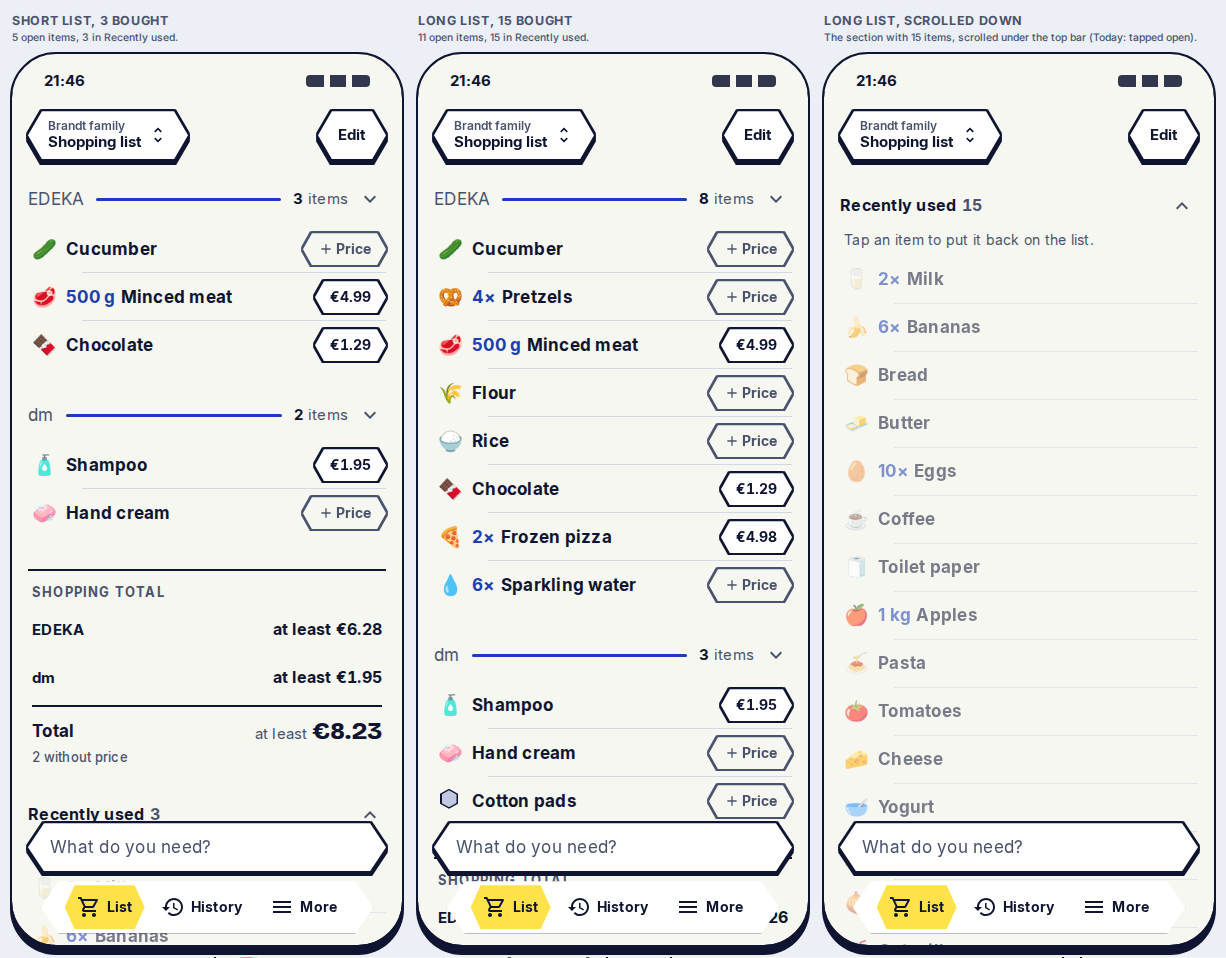 SHORT LIST, 3 BOUGHT
5 open items, 3 in Recently used.
21:46
Brandt family
Shopping list
Edit
EDEKA 3 items
Cucumber + Price
500 g Minced meat €4.99
Chocolate €1.29
dm 2 items
Shampoo €1.95
Hand cream + Price
SHOPPING TOTAL
EDEKA at least €6.28
dm at least €1.95
Total at least €8.23
2 without price
Recently used 3
What do you need?
List History More
6× Bananas
LONG LIST, 15 BOUGHT
11 open items, 15 in Recently used.
21:46
Brandt family
Shopping list
Edit
EDEKA 8 items
Cucumber + Price
4× Pretzels + Price
500 g Minced meat €4.99
Flour + Price
Rice + Price
Chocolate €1.29
2× Frozen pizza €4.98
6× Sparkling water + Price
dm 3 items
Shampoo €1.95
Hand cream + Price
Cotton pads + Price
What do you need?
SHOPPING TOTAL
List History More
LONG LIST, SCROLLED DOWN
The section with 15 items, scrolled under the top bar (Today: tapped open).
21:46
Brandt family
Shopping list
Edit
Recently used 15
Tap an item to put it back on the list.
2× Milk
6× Bananas
Bread
Butter
10× Eggs
Coffee
Toilet paper
1 kg Apples
Pasta
Tomatoes
Cheese
Yogurt
What do you need?
List History More